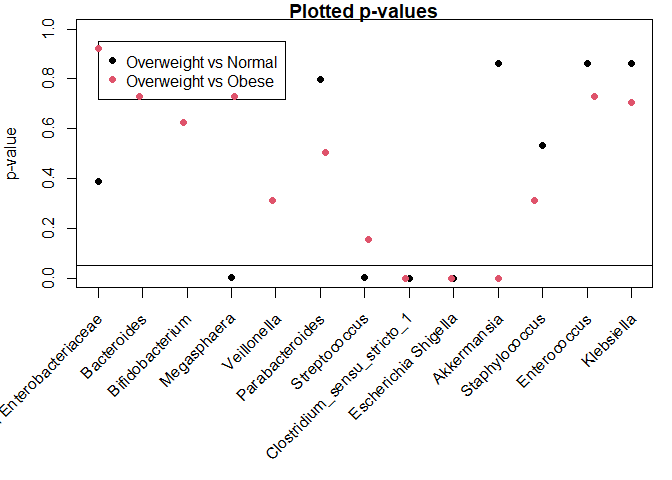 Plotted p-values
1.0
0.8
0.6
0.4
0.2
0.0
p-value
Overweight vs Normal
Overweight vs Obese
Enterobacteriaceae
Bacteroides
Bifidobacterium
Megasphaera
Veillonella
Parabacteroides
Streptococcus
Clostridium_sensu_stricto_1
Escherichia Shigella
Akkermansia
Staphylococcus
Enterococcus
Klebsiella